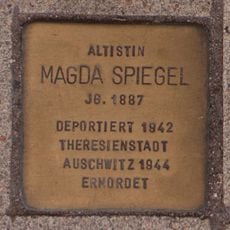 ALTISTIN
MAGDA SPIEGEL
JG. 1887
DEPORTIERT 1942
THERESIENSTADT
AUSCHWITZ 1944
ERMORDET